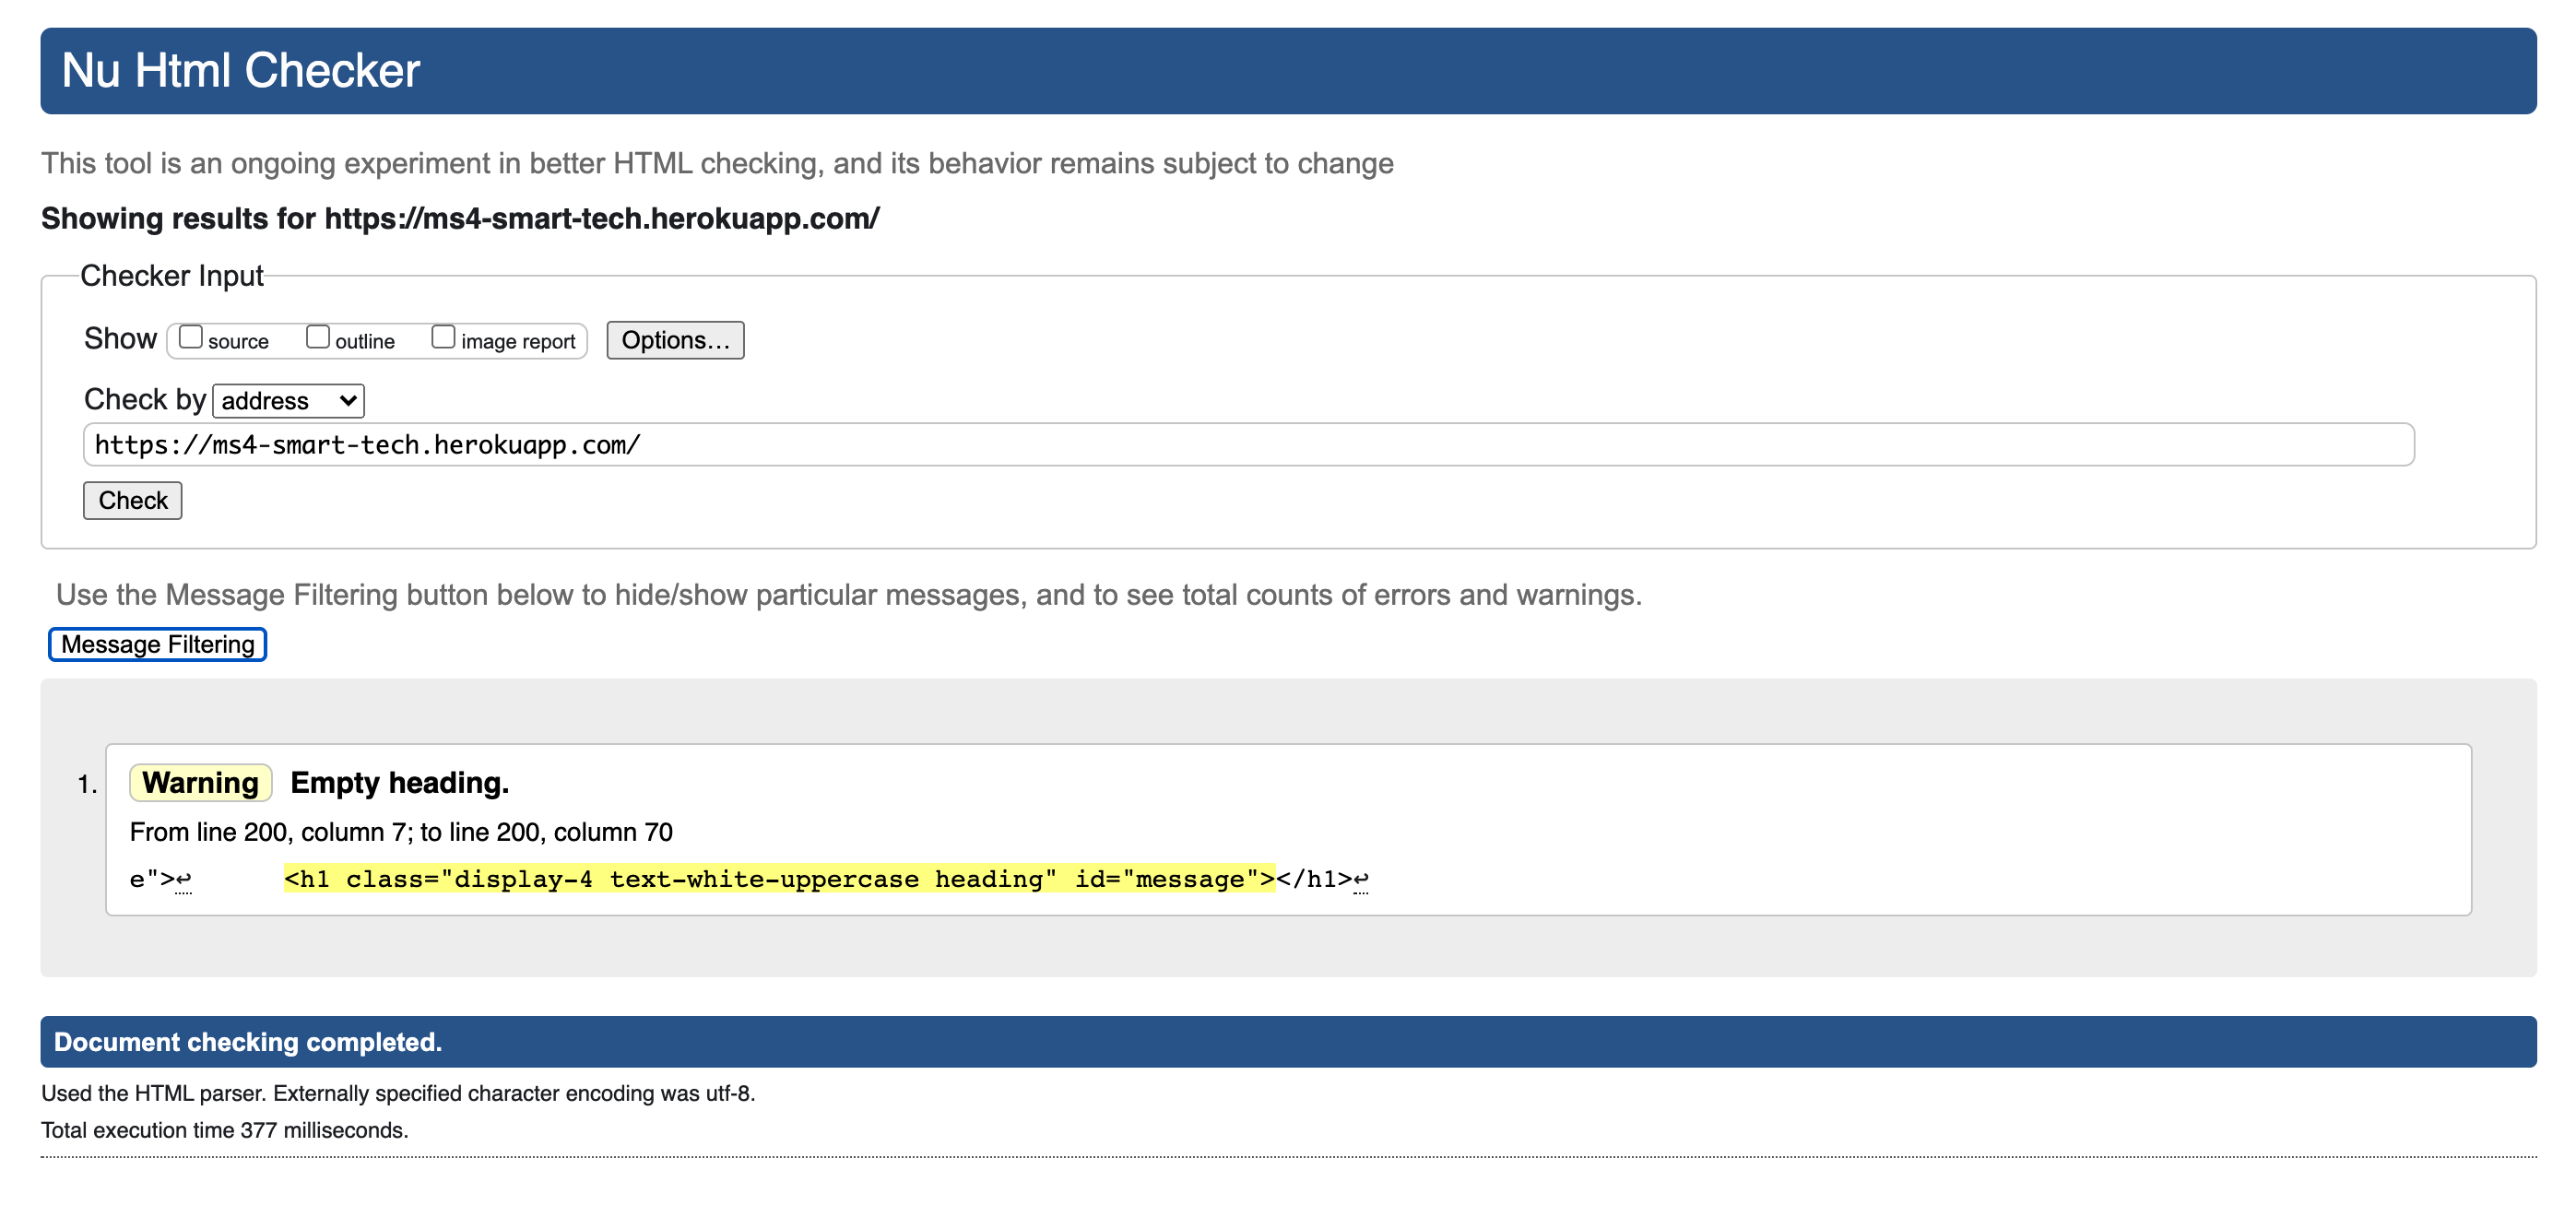 Nu Html Checker
This tool is an ongoing experiment in better HTML checking, and its behavior remains subject to change
Showing results for https://ms4-smart-tech.herokuapp.com/
Checker Input
Show source outline image report Options...
Check by address
https://ms4-smart-tech.herokuapp.com/
Check
Use the Message Filtering button below to hide/show particular messages, and to see total counts of errors and warnings.
Message Filtering
1. Warning Empty heading.
From line 200, column 7; to line 200, column 70
e">↩ <h1 class="display-4 text-white-uppercase heading" id="message"></h1>↩
Document checking completed.
Used the HTML parser. Externally specified character encoding was utf-8.
Total execution time 377 milliseconds.